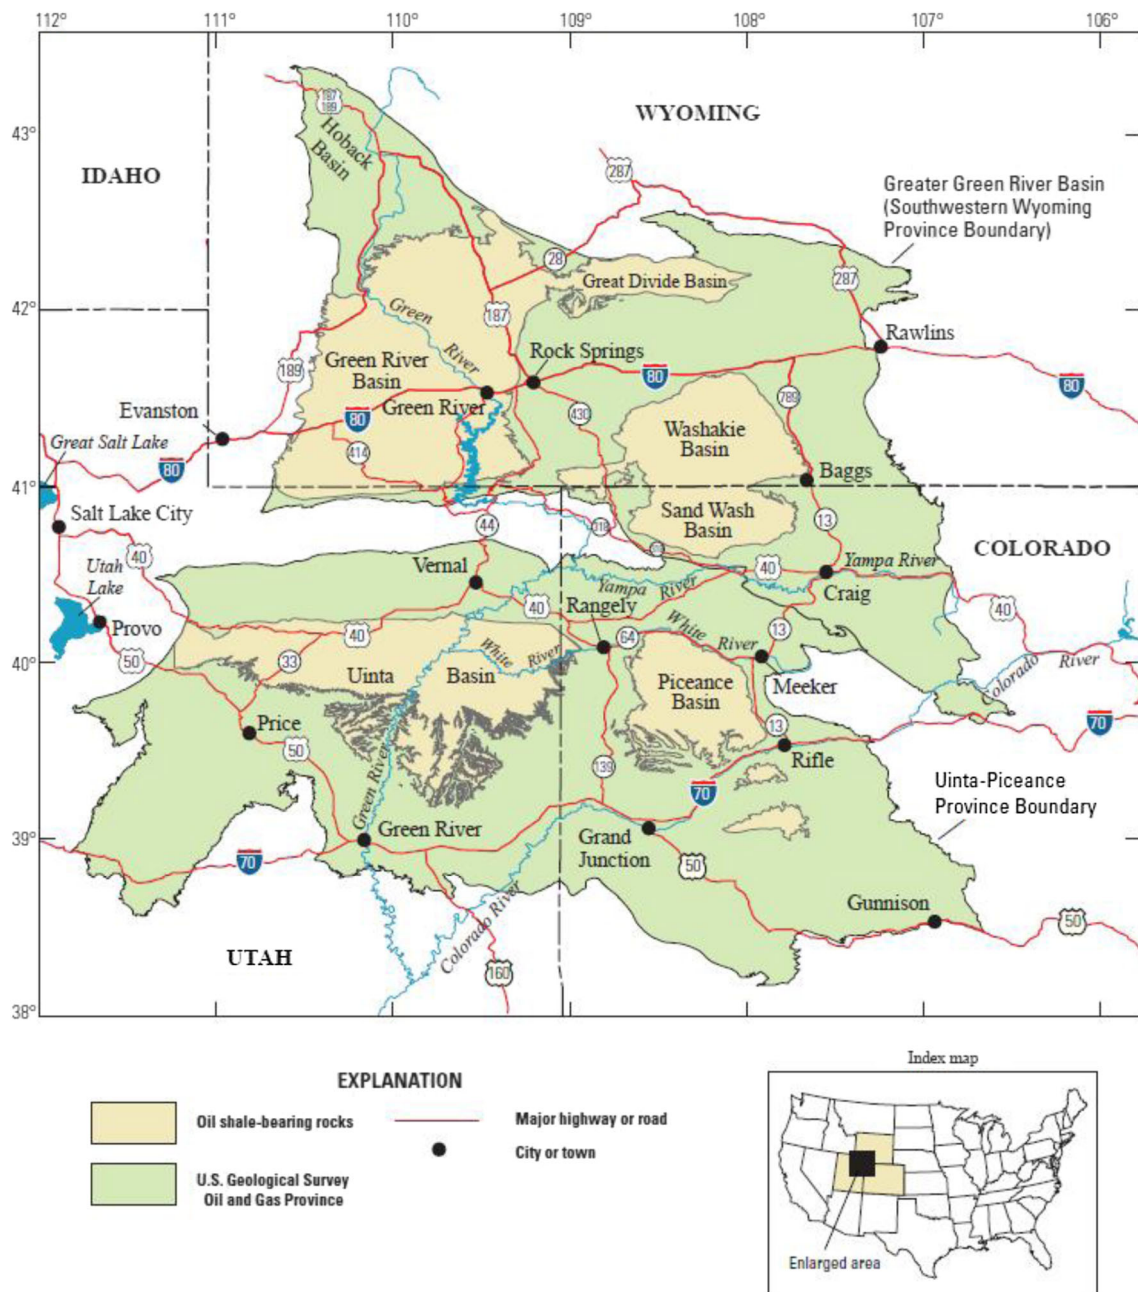 112°
111°
110°
109°
108°
107°
106°
187
189
WYOMING
43°
Hoback
Basin
IDAHO
287
Greater Green River Basin
(Southwestern Wyoming
Province Boundary)
28
Great Divide Basin
287
42°
Green
River
187
Rawlins
Rock Springs
Green River
Basin
189
80
80
Green River
789
Evanston
80
430
Washakie
Basin
Great Salt Lake
414
80
Baggs
41°
Salt Lake City
Sand Wash
Basin
44
318
13
40
COLORADO
Utah
Lake
Vernal
40
Yampa River
Yampa
River
Craig
40
Rangely
40
Provo
40
64
White
River
13
40°
50
33
White
River
Uinta
Basin
Piceance
Basin
Meeker
Colorado
River
Price
13
70
50
Rifle
139
Green River
70
Uinta-Piceance
Province Boundary
39°
Green River
Grand
Junction
70
50
Colorado River
Gunnison
50
UTAH
160
38°
EXPLANATION
Oil shale-bearing rocks
Major highway or road
City or town
U.S. Geological Survey
Oil and Gas Province
Index map
Enlarged area